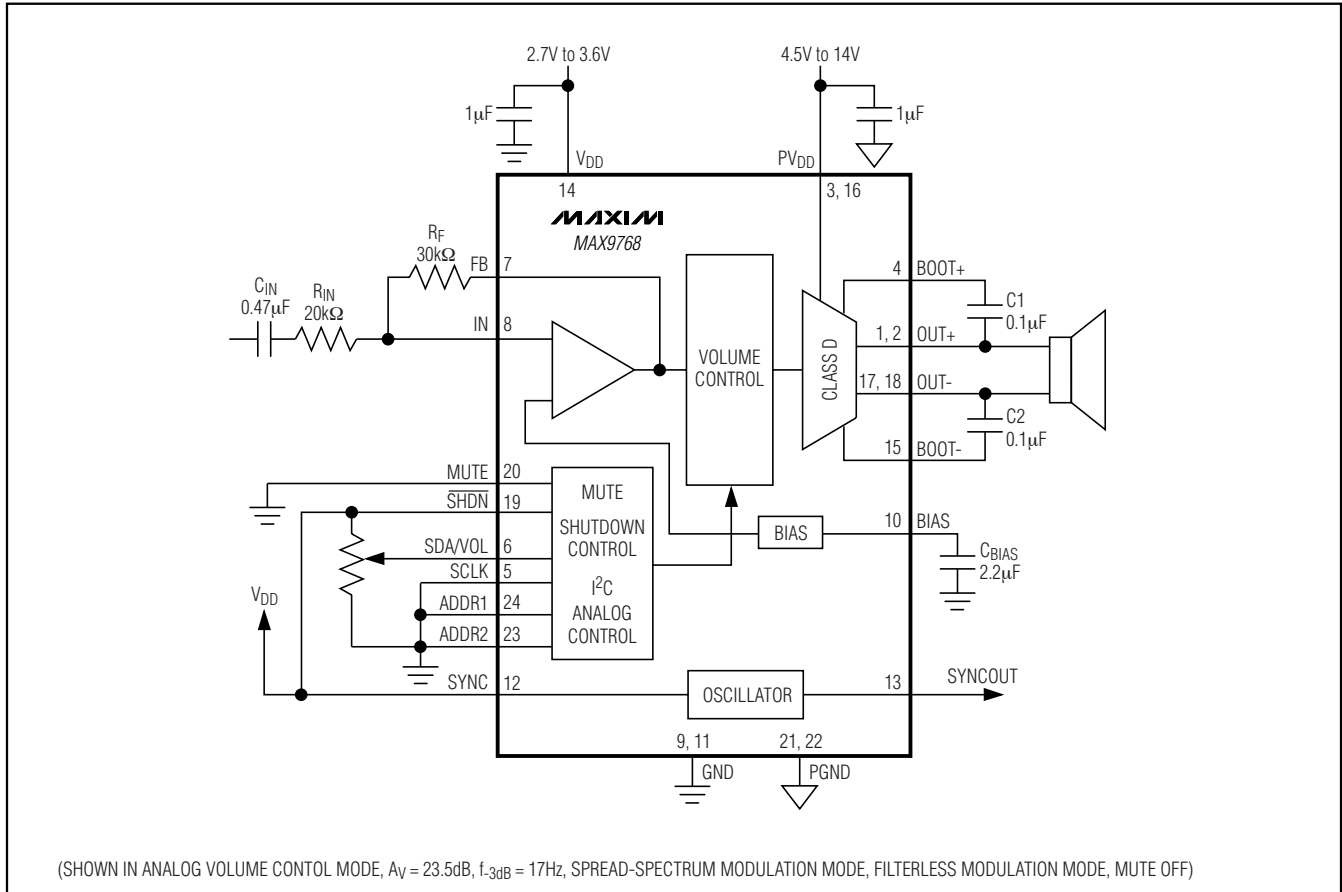 2.7V to 3.6V
4.5V to 14V
1µF
1µF
VDD
PVDD
14
3, 16
MAXIM
MAX9768
RF
30kΩ
FB 7
CIN
0.47µF
RIN
20kΩ
IN 8
VOLUME
CONTROL
CLASS D
4 BOOT+
C1
0.1µF
1, 2 OUT+
17, 18 OUT-
C2
0.1µF
15 BOOT-
MUTE 20
SHDN 19
SDA/VOL 6
SCLK 5
ADDR1 24
ADDR2 23
MUTE
SHUTDOWN
CONTROL
I2C
ANALOG
CONTROL
BIAS
10 BIAS
CBIAS
2.2µF
VDD
SYNC 12
OSCILLATOR
13 SYNCOUT
9, 11
GND
21, 22
PGND
(SHOWN IN ANALOG VOLUME CONTOL MODE, AV = 23.5dB, f-3dB = 17Hz, SPREAD-SPECTRUM MODULATION MODE, FILTERLESS MODULATION MODE, MUTE OFF)